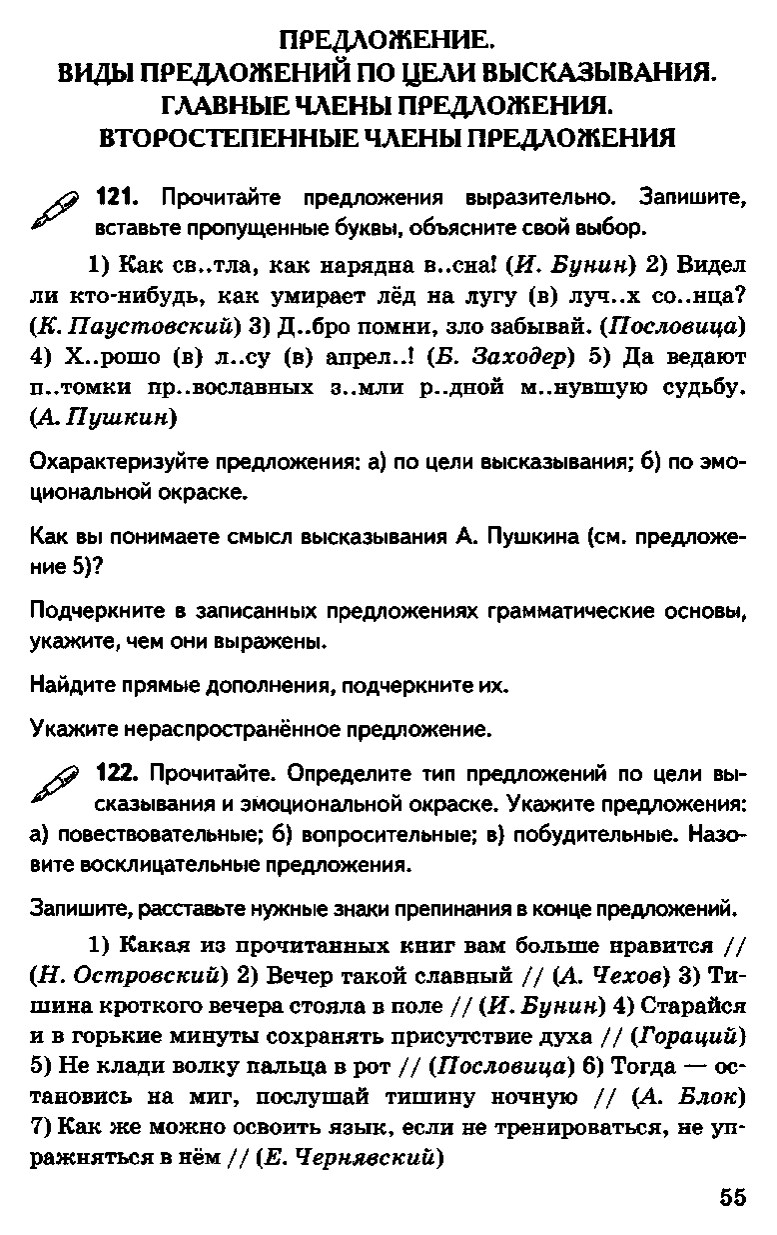 ПРЕДЛОЖЕНИЕ.
ВИДЫ ПРЕДЛОЖЕНИЙ ПО ЦЕЛИ ВЫСКАЗЫВАНИЯ.
ГЛАВНЫЕ ЧЛЕНЫ ПРЕДЛОЖЕНИЯ.
ВТОРОСТЕПЕННЫЕ ЧЛЕНЫ ПРЕДЛОЖЕНИЯ
121. Прочитайте предложения выразительно. Запишите,
вставьте пропущенные буквы, объясните свой выбор.
1) Как св..тла, как нарядна в..сна! (И. Бунин) 2) Видел
ли кто-нибудь, как умирает лёд на лугу (в) луч..х со..нца?
(К. Паустовский) 3) Д..бро помни, зло забывай. (Пословица)
4) Х..рошо (в) л..су (в) апрел..! (Б. Заходер) 5) Да ведают
п..томки пр..вославных з..мли р..дной м..нувшую судьбу.
(А. Пушкин)
Охарактеризуйте предложения: а) по цели высказывания; б) по эмо-
циональной окраске.
Как вы понимаете смысл высказывания А. Пушкина (см. предложе-
ние 5)?
Подчеркните в записанных предложениях грамматические основы,
укажите, чем они выражены.
Найдите прямые дополнения, подчеркните их.
Укажите нераспространённое предложение.
122. Прочитайте. Определите тип предложений по цели вы-
сказывания и эмоциональной окраске. Укажите предложения:
а) повествовательные; б) вопросительные; в) побудительные. Назо-
вите восклицательные предложения.
Запишите, расставьте нужные знаки препинания в конце предложений.
1) Какая из прочитанных книг вам больше нравится //
(Н. Островский) 2) Вечер такой славный // (А. Чехов) 3) Ти-
шина кроткого вечера стояла в поле // (И. Бунин) 4) Старайся
и в горькие минуты сохранять присутствие духа // (Гораций)
5) Не клади волку пальца в рот // (Пословица) 6) Тогда — ос-
тановись на миг, послушай тишину ночную // (А. Блок)
7) Как же можно освоить язык, если не тренироваться, не уп-
ражняться в нём // (Е. Чернявский)
55